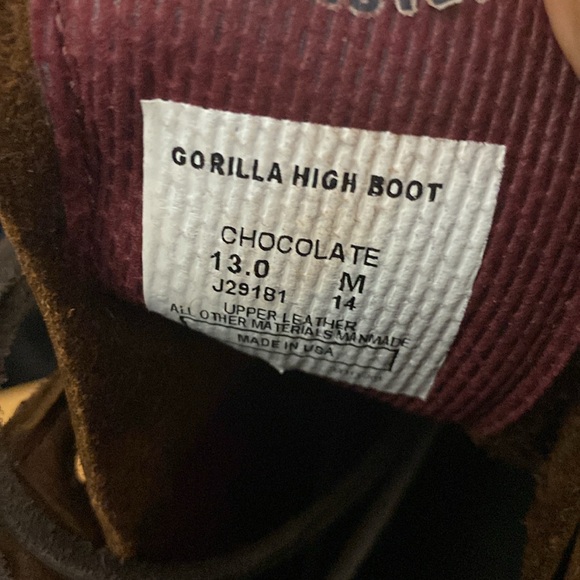 GORILLA HIGH BOOT
CHOCOLATE
13.0 M
J29181 14
UPPER LEATHER
ALL OTHER MATERIALS MANMADE
MADE IN USA